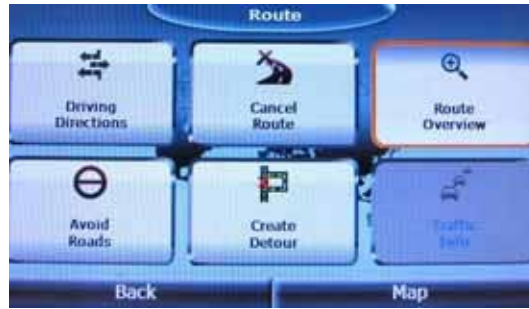 Route
Driving
Directions
Cancel
Route
Route
Overview
Avoid
Roads
Create
Detour
Traffic
Info
Back
Map